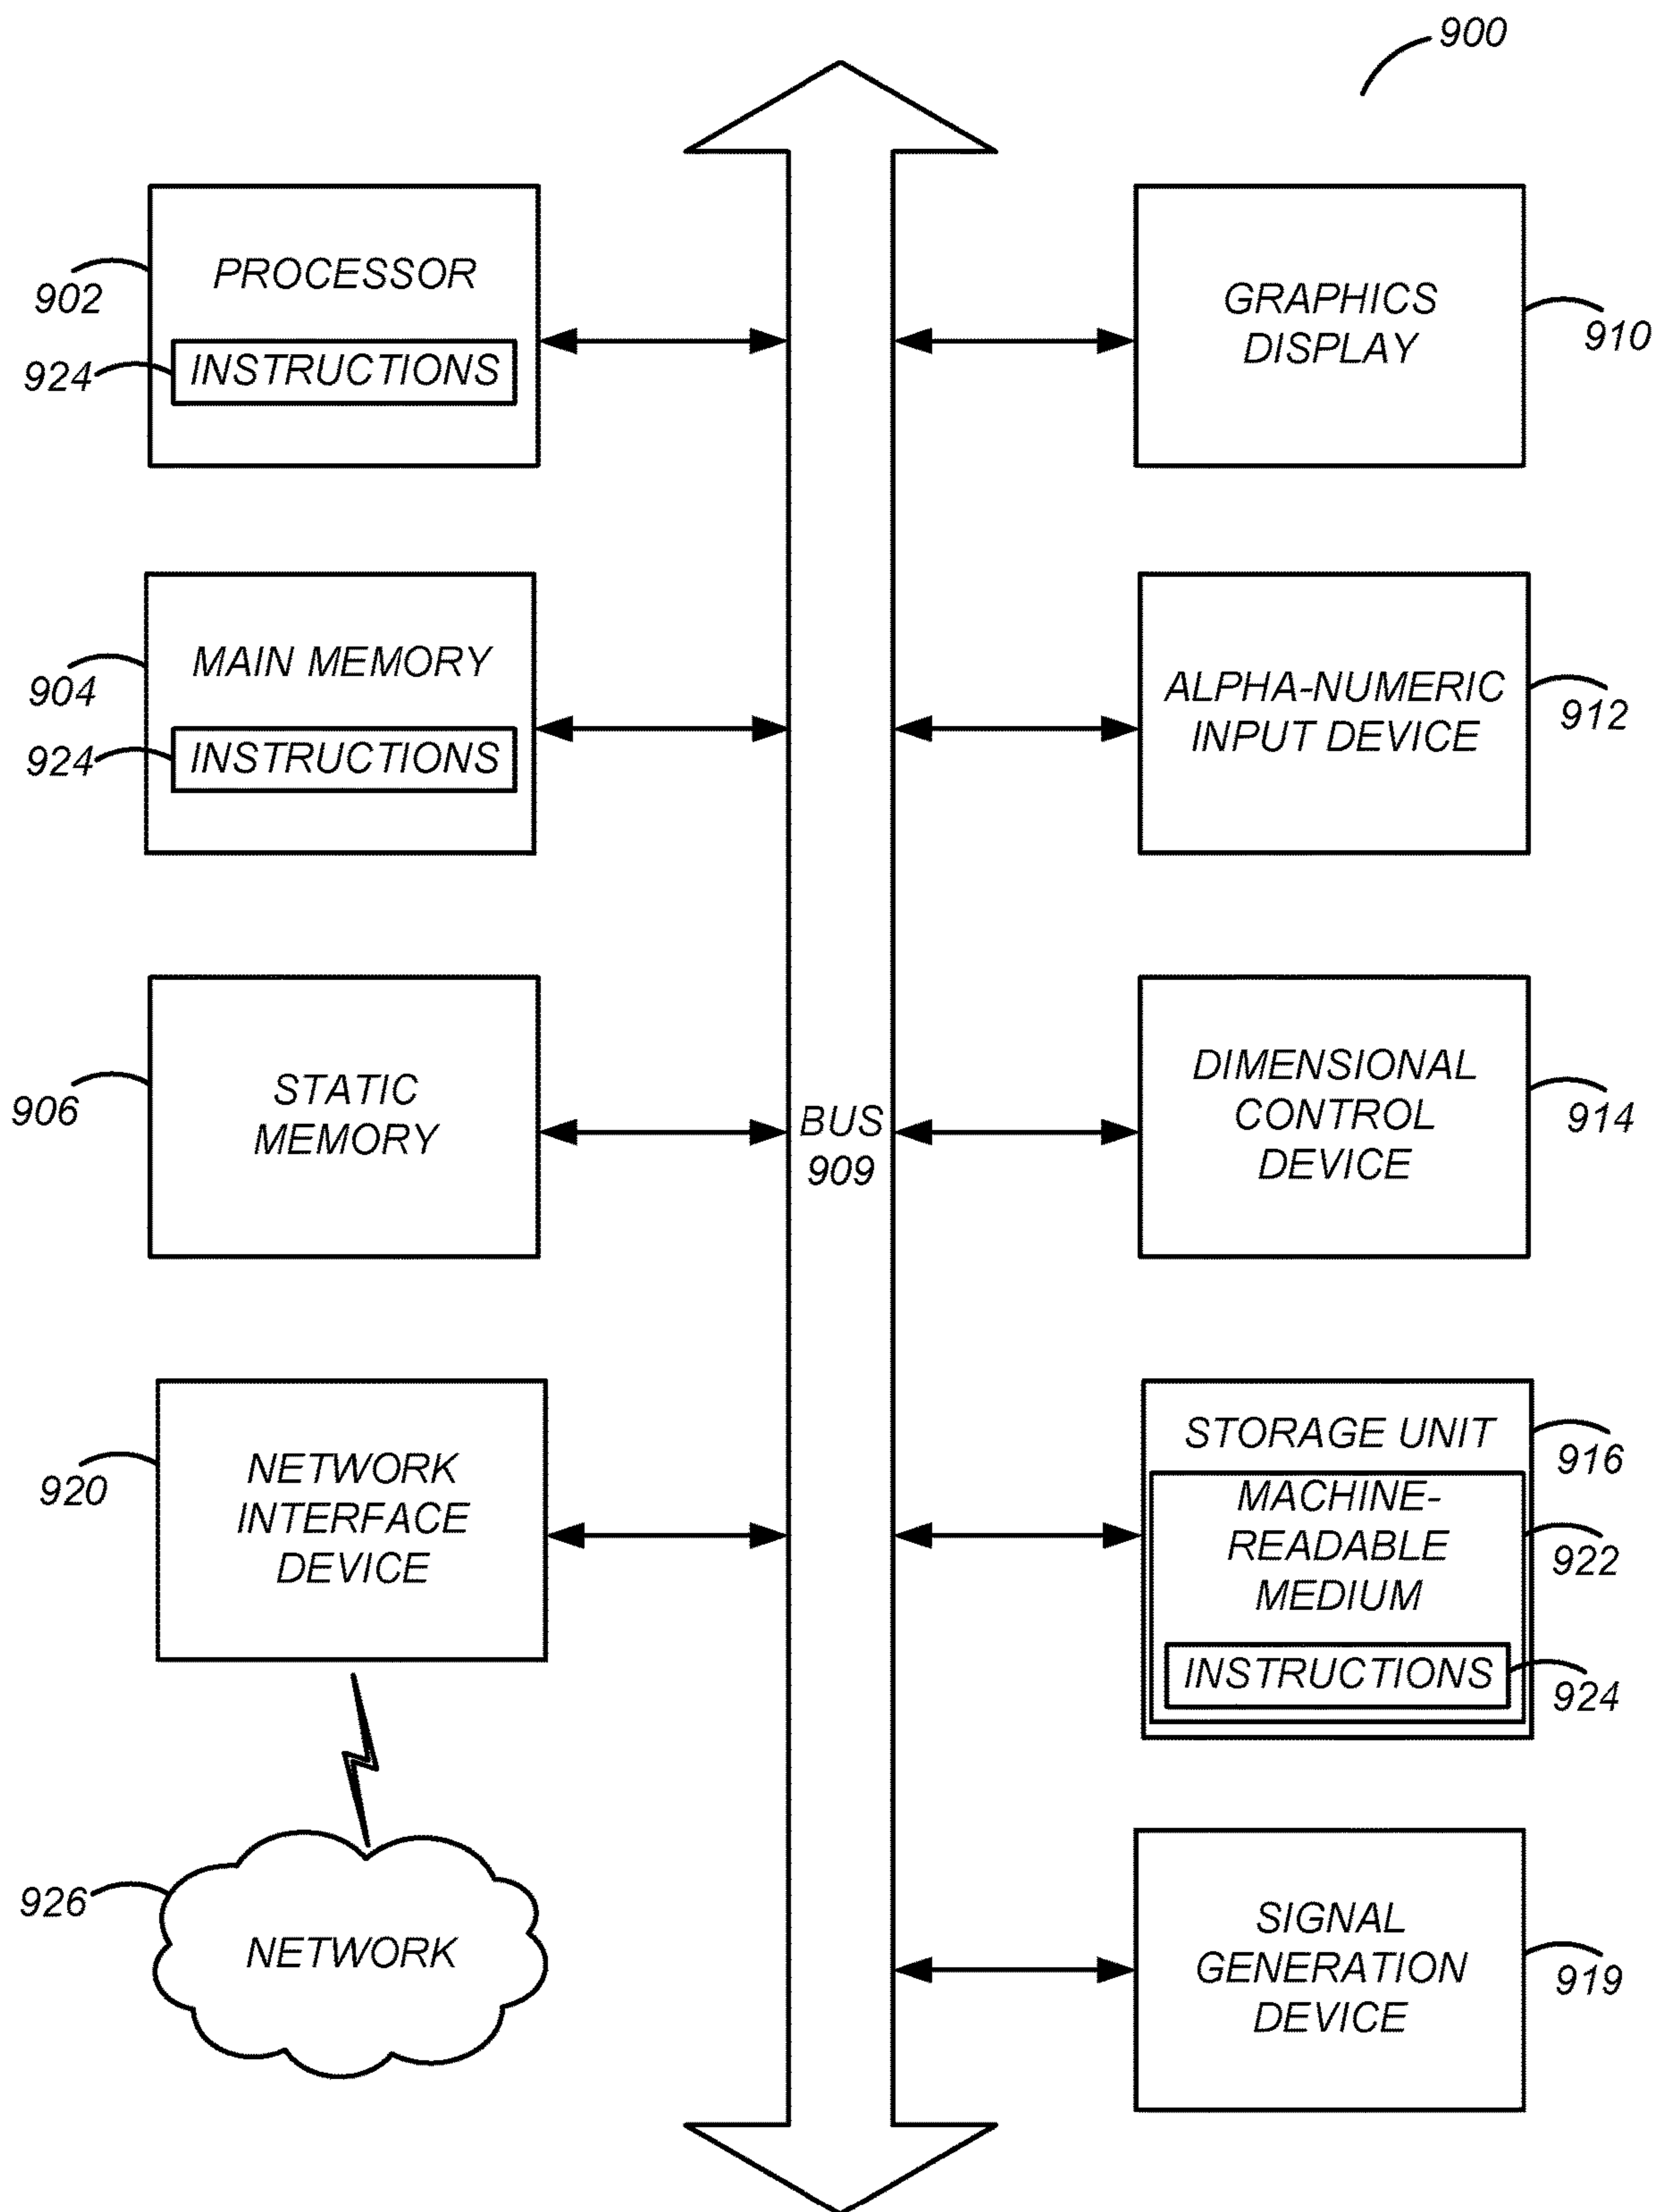 900
PROCESSOR
902
924
INSTRUCTIONS
MAIN MEMORY
904
924
INSTRUCTIONS
STATIC
MEMORY
906
NETWORK
INTERFACE
DEVICE
920
926
NETWORK
BUS
909
GRAPHICS
DISPLAY
910
ALPHA-NUMERIC
INPUT DEVICE
912
DIMENSIONAL
CONTROL
DEVICE
914
STORAGE UNIT
916
MACHINE-
READABLE
MEDIUM
922
INSTRUCTIONS
924
SIGNAL
GENERATION
DEVICE
919